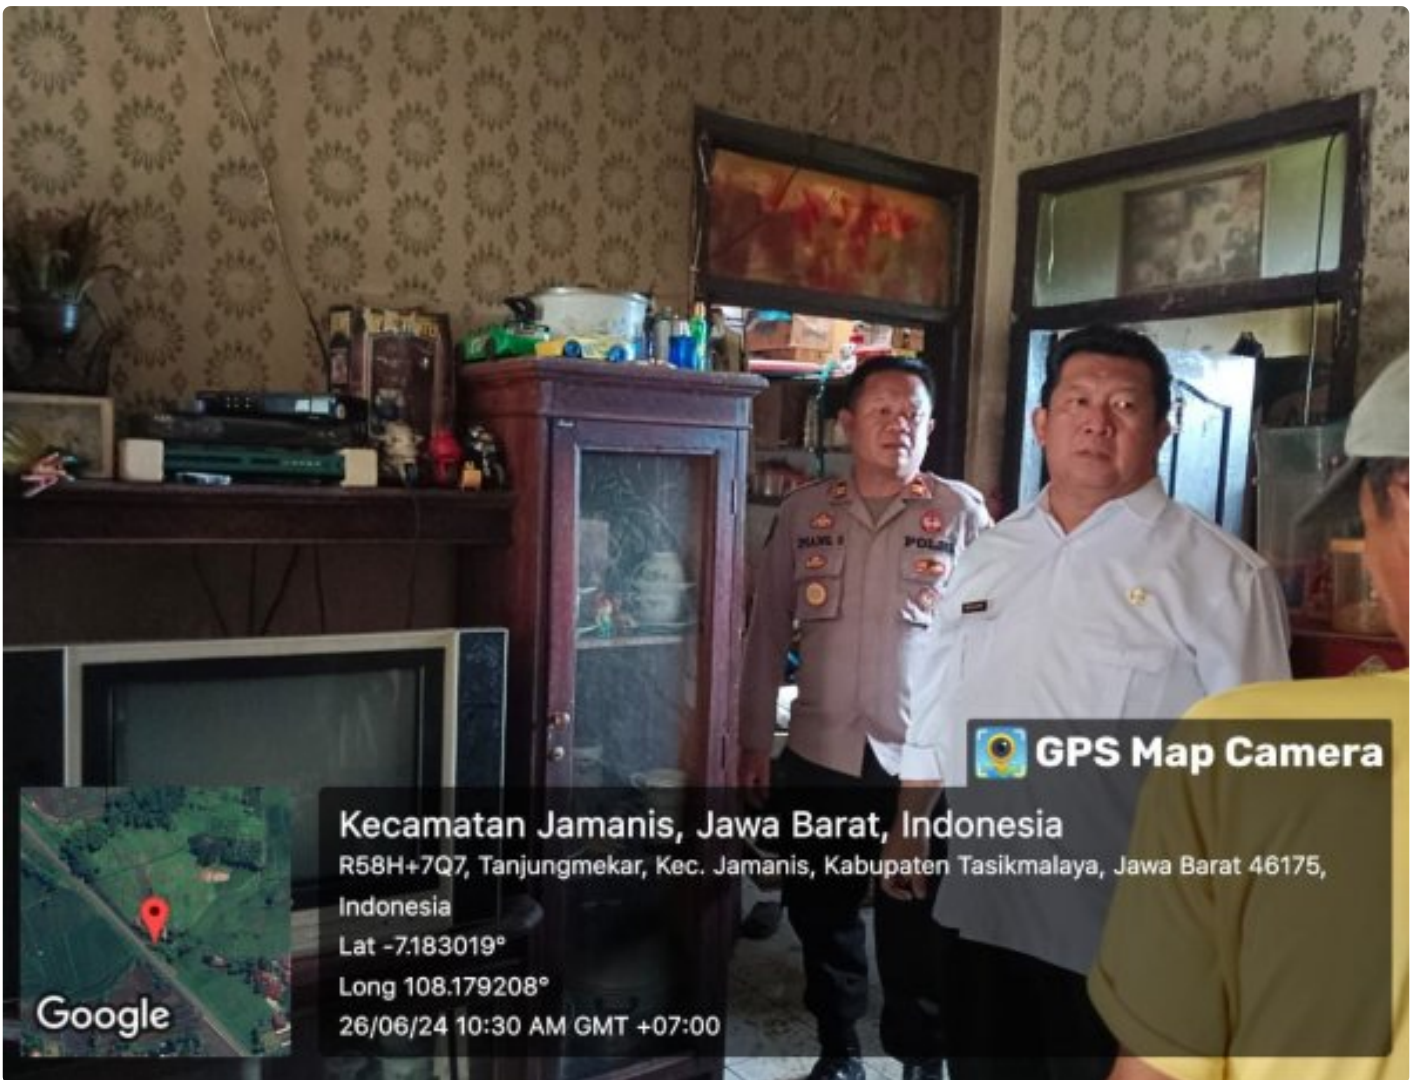 POLRI
GPS Map Camera
Kecamatan Jamanis, Jawa Barat, Indonesia
R58H+7Q7, Tanjungmekar, Kec. Jamanis, Kabupaten Tasikmalaya, Jawa Barat 46175,
Indonesia
Lat -7.183019°
Long 108.179208°
26/06/24 10:30 AM GMT +07:00
Google